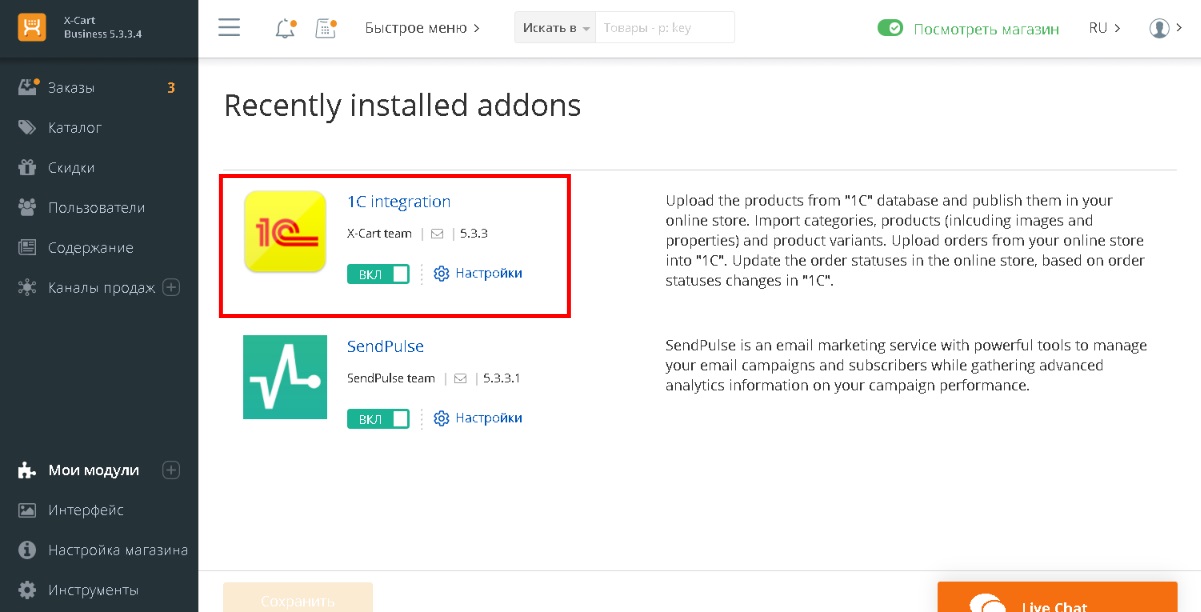 X-Cart
Business 5.3.3.4
Быстрое меню
Искать в
Товары - p: key
Посмотреть магазин
RU
Заказы 3
Каталог
Скидки
Пользователи
Содержание
Каналы продаж
Мои модули
Интерфейс
Настройка магазина
Инструменты
Recently installed addons
1С
1C integration
X-Cart team | | 5.3.3
ВКЛ Настройки
Upload the products from "1C" database and publish them in your
online store. Import categories, products (inlcuding images and
properties) and product variants. Upload orders from your online store
into "1C". Update the order statuses in the online store, based on order
statuses changes in "1C".
SendPulse
SendPulse team | | 5.3.3.1
ВКЛ Настройки
SendPulse is an email marketing service with powerful tools to manage
your email campaigns and subscribers while gathering advanced
analytics information on your campaign performance.
Сохранить
Live Chat